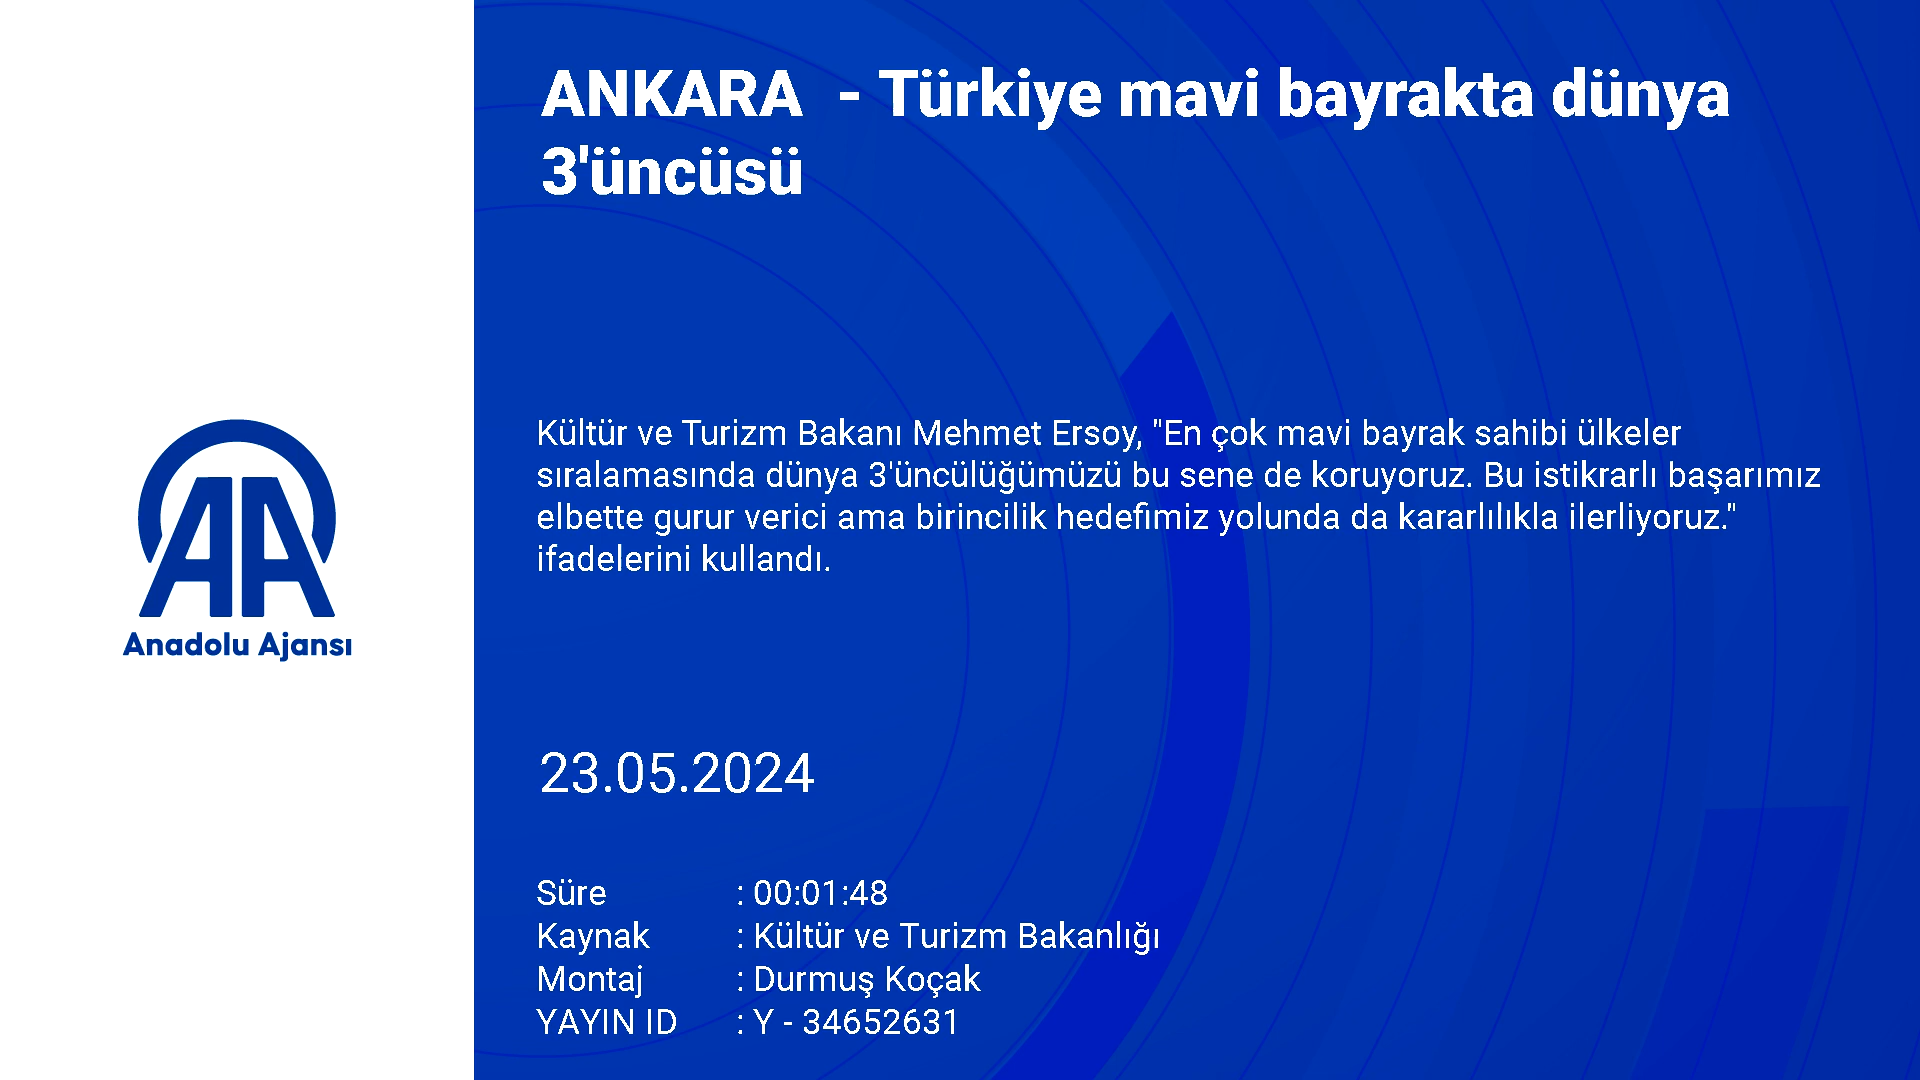 ANKARA - Türkiye mavi bayrakta dünya
3'üncüsü
Kültür ve Turizm Bakanı Mehmet Ersoy, "En çok mavi bayrak sahibi ülkeler
sıralamasında dünya 3'üncülüğümüzü bu sene de koruyoruz. Bu istikrarlı başarımız
elbette gurur verici ama birincilik hedefimiz yolunda da kararlılıkla ilerliyoruz."
ifadelerini kullandı.
AA
Anadolu Ajansı
23.05.2024
Süre : 00:01:48
Kaynak : Kültür ve Turizm Bakanlığı
Montaj : Durmuş Koçak
YAYIN ID : Y - 34652631